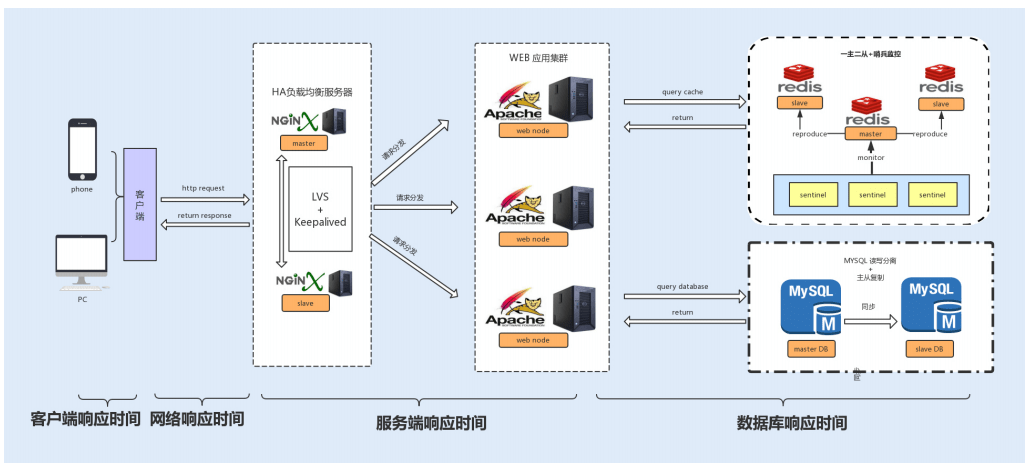 phone
PC
客户端
http request
return response
HA负载均衡服务器
NGiNX
master
LVS
+
Keepalived
NGiNX
slave
请求分发
请求分发
请求分发
WEB 应用集群
Apache
web node
Apache
web node
Apache
web node
query cache
return
query database
return
一主二从+哨兵监控
redis
slave
redis
slave
redis
master
reproduce
reproduce
monitor
sentinel
sentinel
sentinel
MYSQL 读写分离
+
主从复制
MySQL
M
master DB
同步
MySQL
M
slave DB
客户端响应时间
网络响应时间
服务端响应时间
数据库响应时间